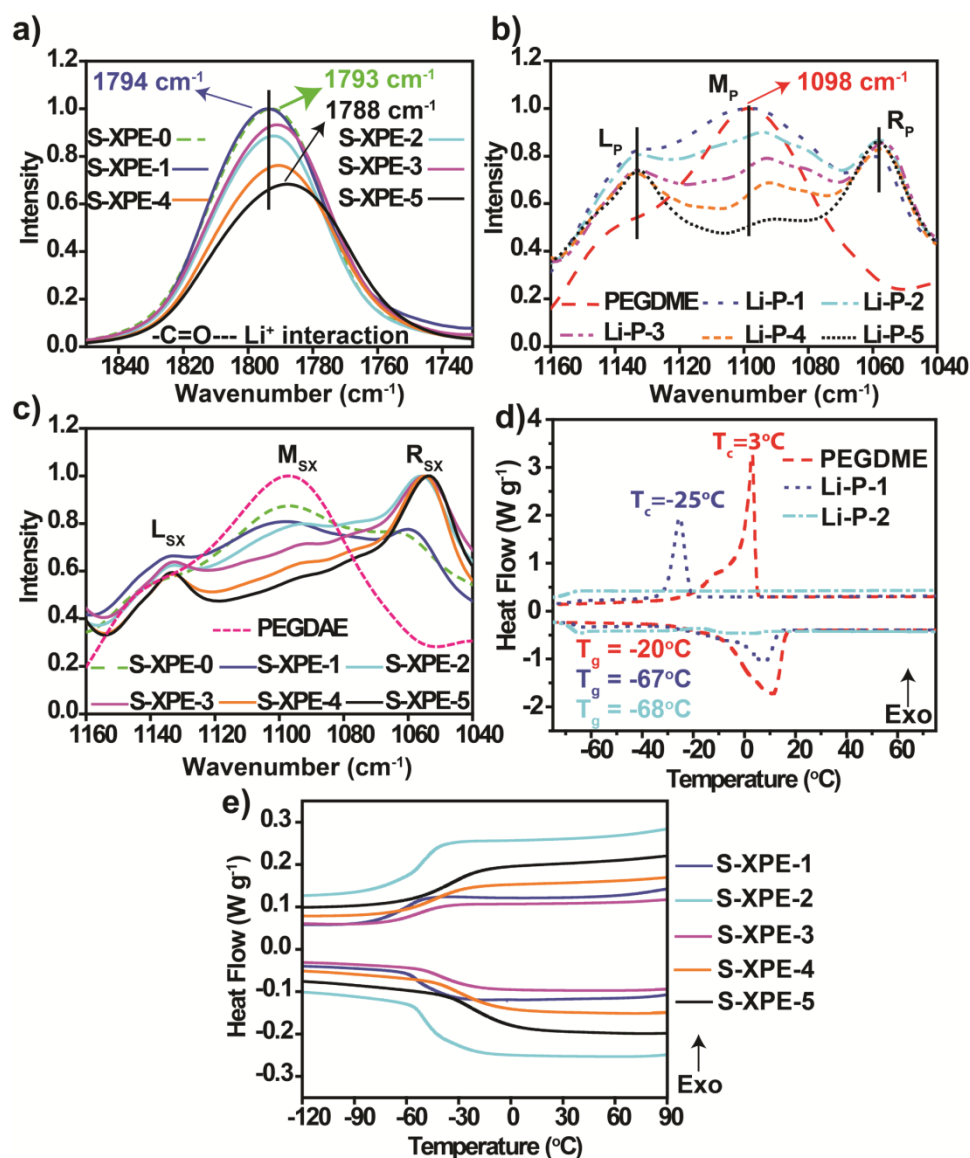 a)
1794 cm⁻¹
1793 cm⁻¹
1788 cm⁻¹
S-XPE-0
S-XPE-1
S-XPE-4
S-XPE-2
S-XPE-3
S-XPE-5
-C=O--- Li⁺ interaction
Intensity
1.2
1.0
0.8
0.6
0.4
0.2
0.0
1840 1820 1800 1780 1760 1740
Wavenumber (cm⁻¹)
b)
1098 cm⁻¹
L_P
M_P
R_P
PEGDME Li-P-1 Li-P-2
Li-P-3 Li-P-4 Li-P-5
Intensity
1.2
1.0
0.8
0.6
0.4
0.2
0.0
1160 1140 1120 1100 1080 1060 1040
Wavenumber (cm⁻¹)
c)
L_SX
M_SX
R_SX
PEGDAE
S-XPE-0 S-XPE-1 S-XPE-2
S-XPE-3 S-XPE-4 S-XPE-5
Intensity
1.2
1.0
0.8
0.6
0.4
0.2
0.0
1160 1140 1120 1100 1080 1060 1040
Wavenumber (cm⁻¹)
d)
T_c=3°C
T_c=-25°C
PEGDME
Li-P-1
Li-P-2
T_g = -20°C
T_g = -67°C
T_g = -68°C
Exo
Heat Flow (W g⁻¹)
4
3
2
1
0
-1
-2
-60 -40 -20 0 20 40 60
Temperature (°C)
e)
S-XPE-1
S-XPE-2
S-XPE-3
S-XPE-4
S-XPE-5
Exo
Heat Flow (W g⁻¹)
0.3
0.2
0.1
0.0
-0.1
-0.2
-0.3
-120 -90 -60 -30 0 30 60 90
Temperature (°C)